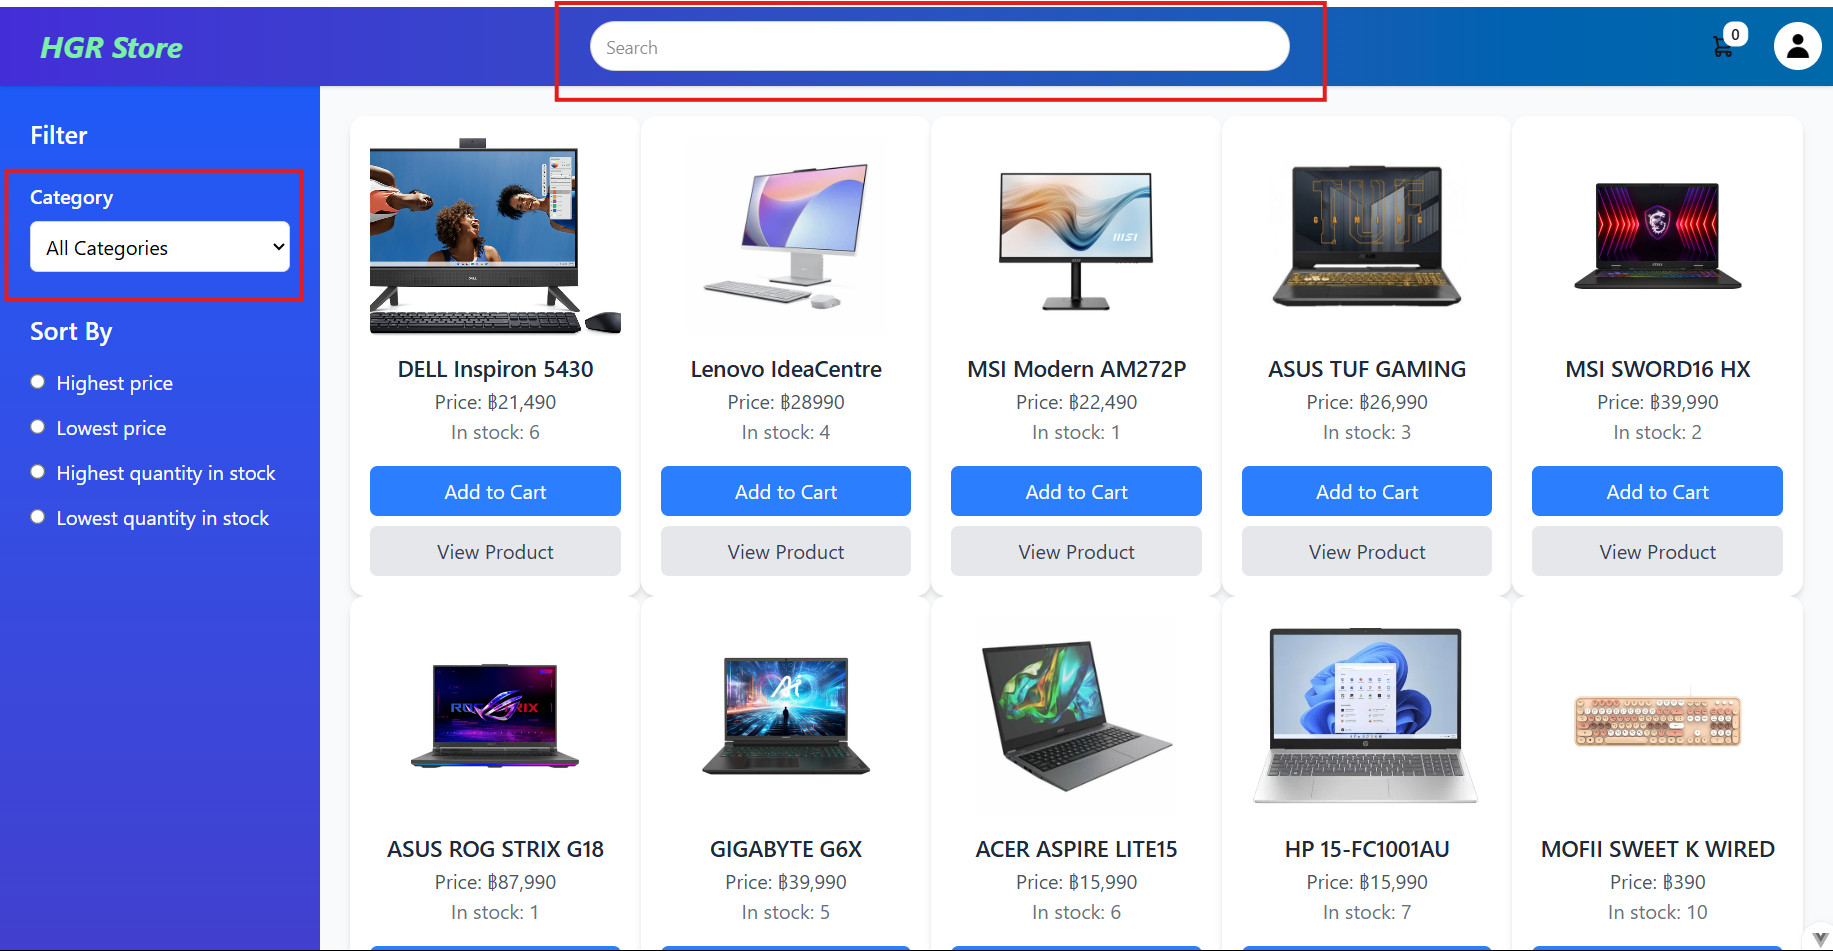 HGR Store
Search
0
Filter
Category
All Categories
Sort By
Highest price
Lowest price
Highest quantity in stock
Lowest quantity in stock
DELL Inspiron 5430
Price: ฿21,490
In stock: 6
Add to Cart
View Product
Lenovo IdeaCentre
Price: ฿28990
In stock: 4
Add to Cart
View Product
msi
MSI Modern AM272P
Price: ฿22,490
In stock: 1
Add to Cart
View Product
TUF
GAMING
ASUS TUF GAMING
Price: ฿26,990
In stock: 3
Add to Cart
View Product
MSI SWORD16 HX
Price: ฿39,990
In stock: 2
Add to Cart
View Product
ASUS ROG STRIX G18
Price: ฿87,990
In stock: 1
GIGABYTE G6X
Price: ฿39,990
In stock: 5
ACER ASPIRE LITE15
Price: ฿15,990
In stock: 6
HP 15-FC1001AU
Price: ฿15,990
In stock: 7
MOFII SWEET K WIRED
Price: ฿390
In stock: 10